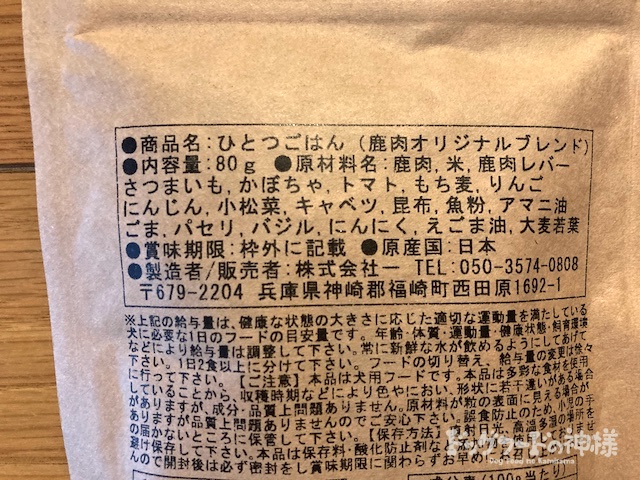 ●商品名：ひとつごはん（鹿肉オリジナルブレンド）
●内容量：80g ●原材料名：鹿肉, 米, 鹿肉レバー
さつまいも, かぼちゃ, トマト, もち麦, りんご
にんじん, 小松菜, キャベツ, 昆布, 魚粉, アマニ油
ごま, パセリ, バジル, にんにく, えごま油, 大麦若葉
●賞味期限：枠外に記載 ●原産国：日本
●製造者/販売者：株式会社一 TEL：050-3574-0808
〒679-2204 兵庫県神崎郡福崎町西田原1692-1
※上記の給与量は、健康な状態の大きさに応じた適切な運動量を満たしている
犬に必要な1日のフードの目安量です。年齢・体質・運動量・健康状態・飼育環境
などにより給与量は調整して下さい。常に新鮮な水が飲めるようにしてあげて
下さい。1日2食以上に分けて下さい。フードの切り替え、給与量の変更は徐々
に行って下さい。【ご注意】本品は犬用フードです。本品は多彩な食材を使用
していることから、収穫時期などにより色やにおい、形状に若干違いがある場合
がありますが、成分・品質上問題ありません。原材料が粒の表面に見える場合が
ありますが品質上問題ありませんのでご安心下さい。誤食防止のため、小児の手
の届かないところに保管して下さい。【保存方法】直射日光、高温多湿の場所を
避けて保存して下さい。本品は保存料・酸化防止剤
んので開封後は必ず密封をし賞味期限に関わらずお早め
ドッグフードの神様
Dog Food no Kamisama
(100g当たり)